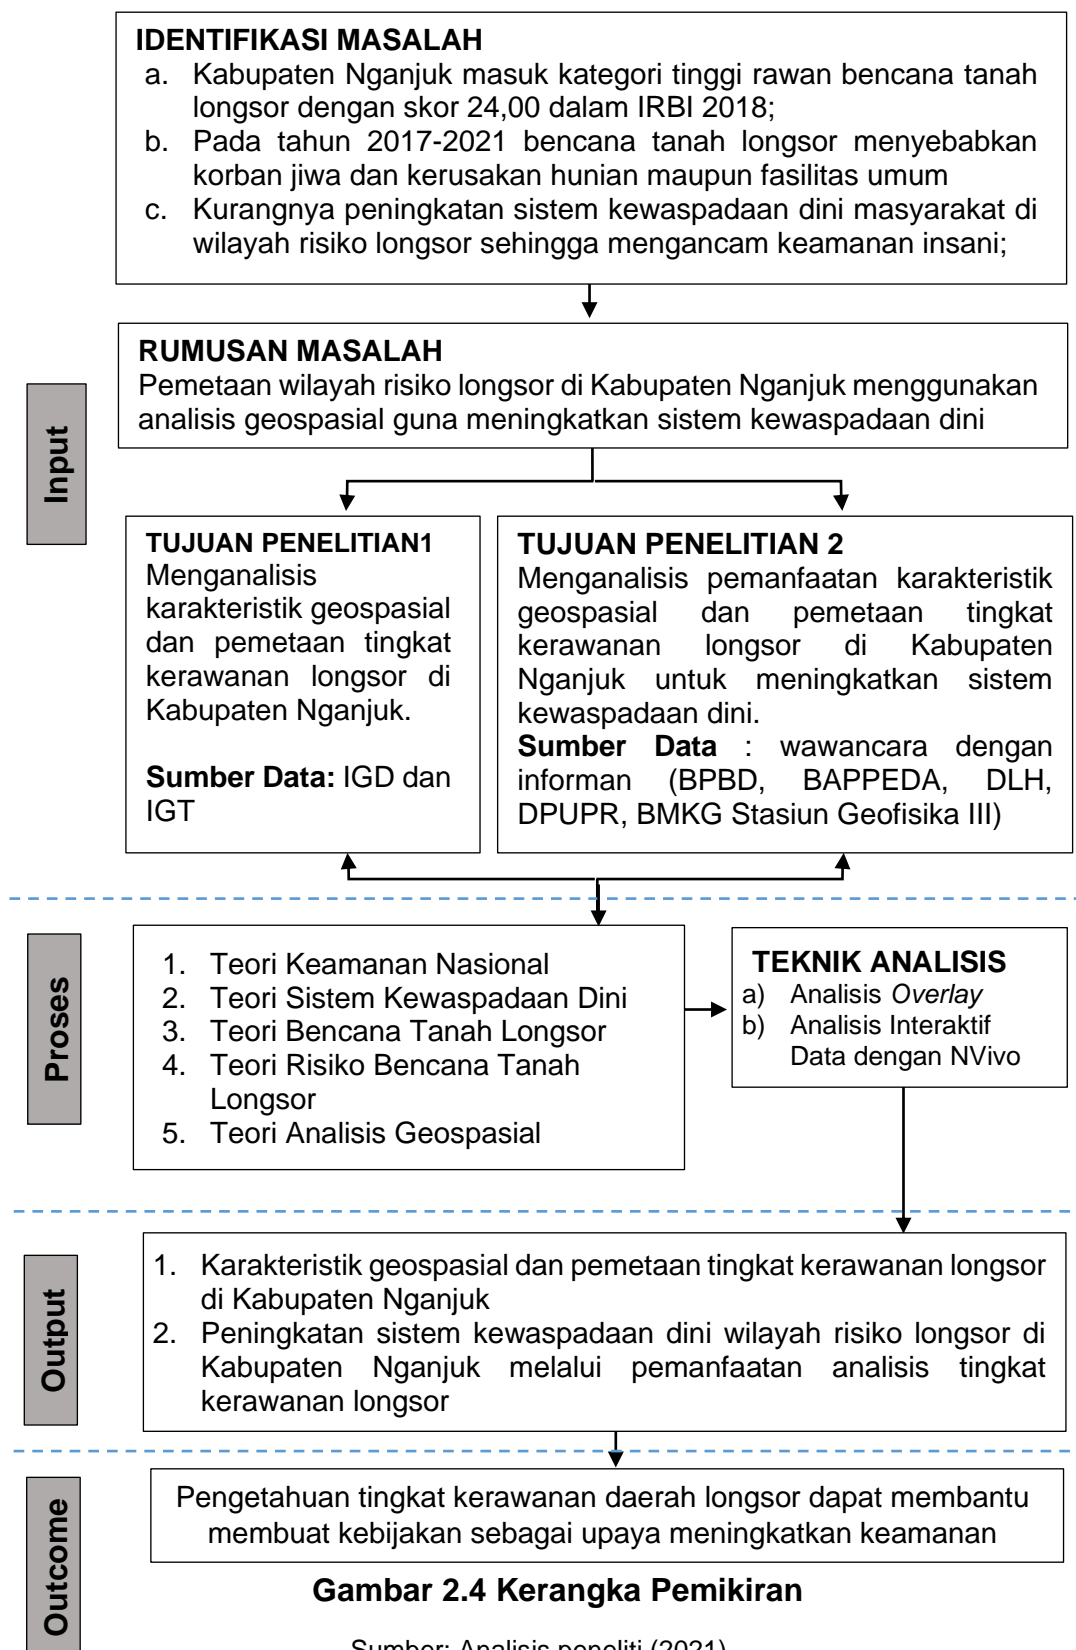 IDENTIFIKASI MASALAH
a. Kabupaten Nganjuk masuk kategori tinggi rawan bencana tanah
longsor dengan skor 24,00 dalam IRBI 2018;
b. Pada tahun 2017-2021 bencana tanah longsor menyebabkan
korban jiwa dan kerusakan hunian maupun fasilitas umum
c. Kurangnya peningkatan sistem kewaspadaan dini masyarakat di
wilayah risiko longsor sehingga mengancam keamanan insani;
RUMUSAN MASALAH
Pemetaan wilayah risiko longsor di Kabupaten Nganjuk menggunakan
analisis geospasial guna meningkatkan sistem kewaspadaan dini
Input
TUJUAN PENELITIAN1
Menganalisis
karakteristik geospasial
dan pemetaan tingkat
kerawanan longsor di
Kabupaten Nganjuk.
Sumber Data: IGD dan
IGT
TUJUAN PENELITIAN 2
Menganalisis pemanfaatan karakteristik
geospasial dan pemetaan tingkat
kerawanan longsor di Kabupaten
Nganjuk untuk meningkatkan sistem
kewaspadaan dini.
Sumber Data : wawancara dengan
informan (BPBD, BAPPEDA, DLH,
DPUPR, BMKG Stasiun Geofisika III)
Proses
1. Teori Keamanan Nasional
2. Teori Sistem Kewaspadaan Dini
3. Teori Bencana Tanah Longsor
4. Teori Risiko Bencana Tanah
Longsor
5. Teori Analisis Geospasial
TEKNIK ANALISIS
a) Analisis Overlay
b) Analisis Interaktif
Data dengan NVivo
Output
1. Karakteristik geospasial dan pemetaan tingkat kerawanan longsor
di Kabupaten Nganjuk
2. Peningkatan sistem kewaspadaan dini wilayah risiko longsor di
Kabupaten Nganjuk melalui pemanfaatan analisis tingkat
kerawanan longsor
Outcome
Pengetahuan tingkat kerawanan daerah longsor dapat membantu
membuat kebijakan sebagai upaya meningkatkan keamanan
Gambar 2.4 Kerangka Pemikiran
Sumber: Analisis peneliti (2021)